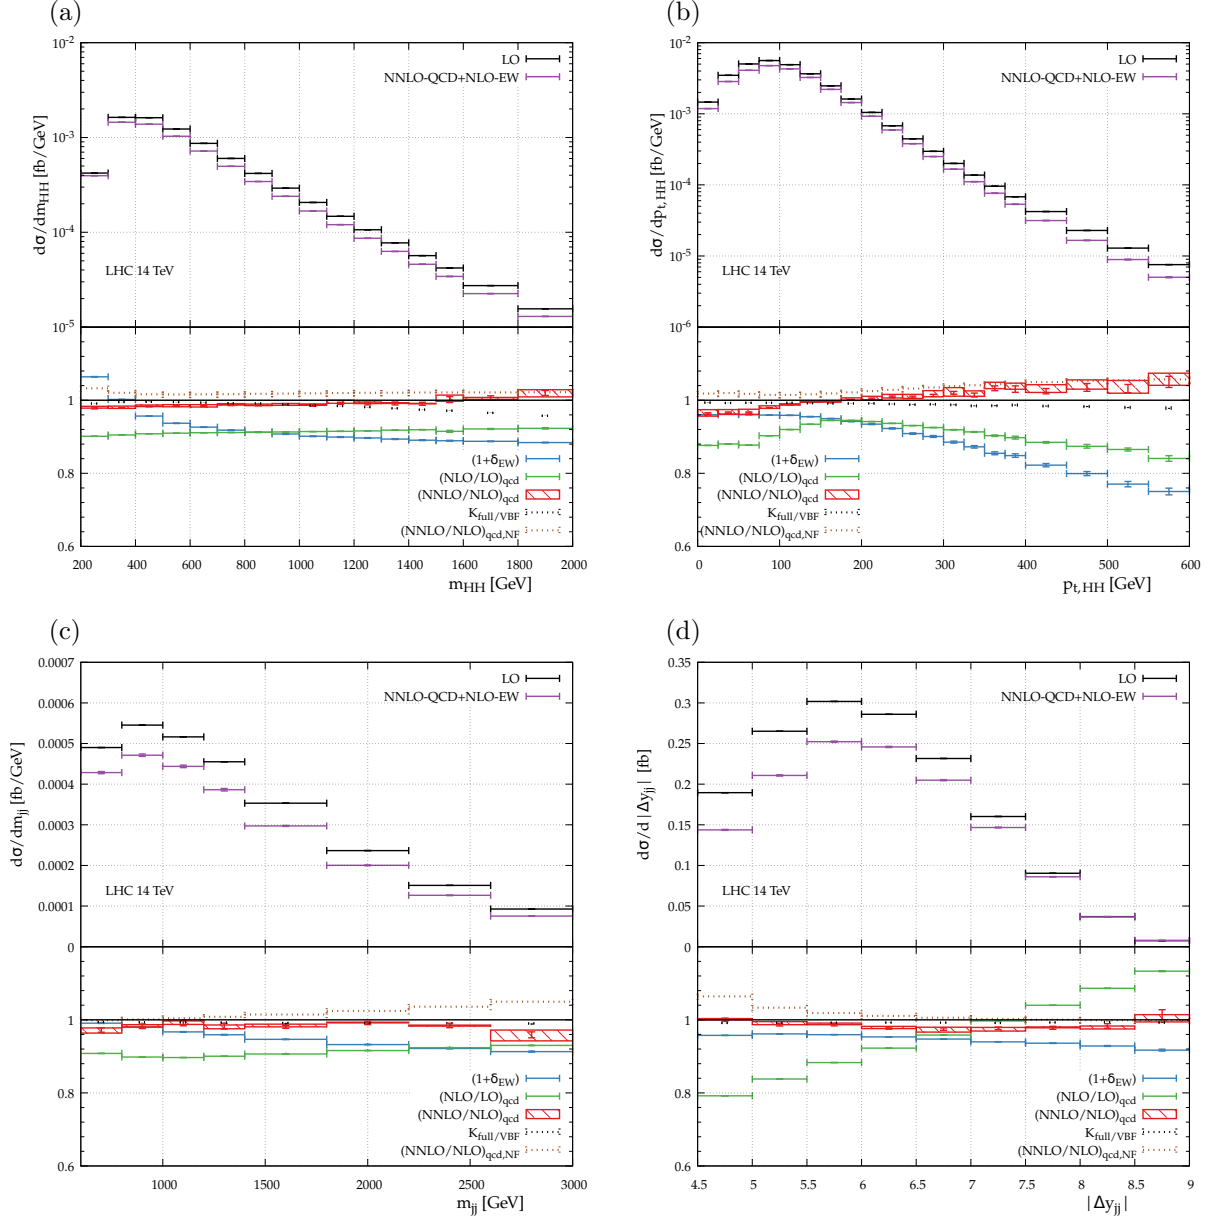 (a)
10⁻²
LO
NNLO-QCD+NLO-EW
10⁻³
dσ/dm_HH [fb/GeV]
10⁻⁴
LHC 14 TeV
10⁻⁵
1
(1+δ_EW)
0.8
(NLO/LO)_qcd
(NNLO/NLO)_qcd
K_full/VBF
(NNLO/NLO)_qcd,NF
0.6
200 400 600 800 1000 1200 1400 1600 1800 2000
m_HH [GeV]
(b)
10⁻²
LO
NNLO-QCD+NLO-EW
10⁻³
dσ/dp_t,HH [fb/GeV]
10⁻⁴
LHC 14 TeV
10⁻⁵
10⁻⁶
1
(1+δ_EW)
0.8
(NLO/LO)_qcd
(NNLO/NLO)_qcd
K_full/VBF
(NNLO/NLO)_qcd,NF
0.6
0 100 200 300 400 500 600
p_t,HH [GeV]
(c)
0.0007
LO
0.0006
NNLO-QCD+NLO-EW
0.0005
0.0004
dσ/dm_jj [fb/GeV]
0.0003
0.0002
LHC 14 TeV
0.0001
0
1
(1+δ_EW)
0.8
(NLO/LO)_qcd
(NNLO/NLO)_qcd
K_full/VBF
(NNLO/NLO)_qcd,NF
0.6
1000 1500 2000 2500 3000
m_jj [GeV]
(d)
0.35
LO
0.3
NNLO-QCD+NLO-EW
0.25
0.2
dσ/d|Δy_jj| [fb]
0.15
0.1
LHC 14 TeV
0.05
0
1
(1+δ_EW)
0.8
(NLO/LO)_qcd
(NNLO/NLO)_qcd
K_full/VBF
(NNLO/NLO)_qcd,NF
0.6
4.5 5 5.5 6 6.5 7 7.5 8 8.5 9
|Δy_jj|